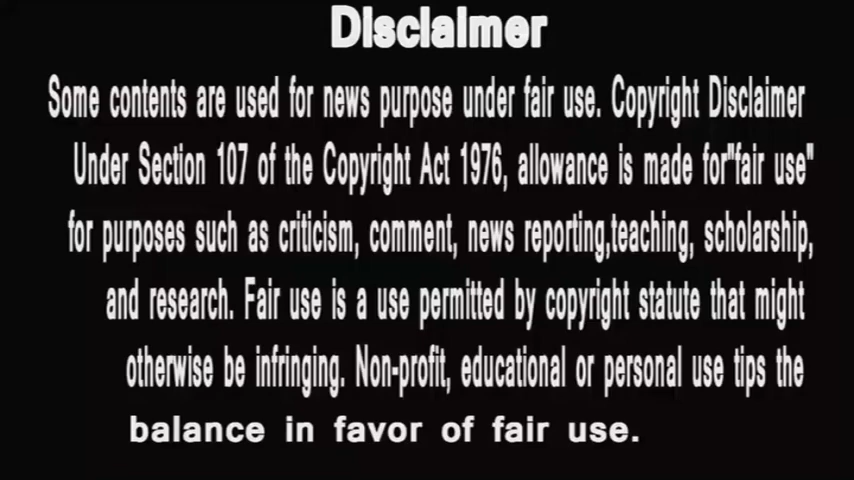 Disclaimer
Some contents are used for news purpose under fair use. Copyright Disclaimer
Under Section 107 of the Copyright Act 1976, allowance is made for"fair use"
for purposes such as criticism, comment, news reporting,teaching, scholarship,
and research. Fair use is a use permitted by copyright statute that might
otherwise be infringing. Non-profit, educational or personal use tips the
balance in favor of fair use.